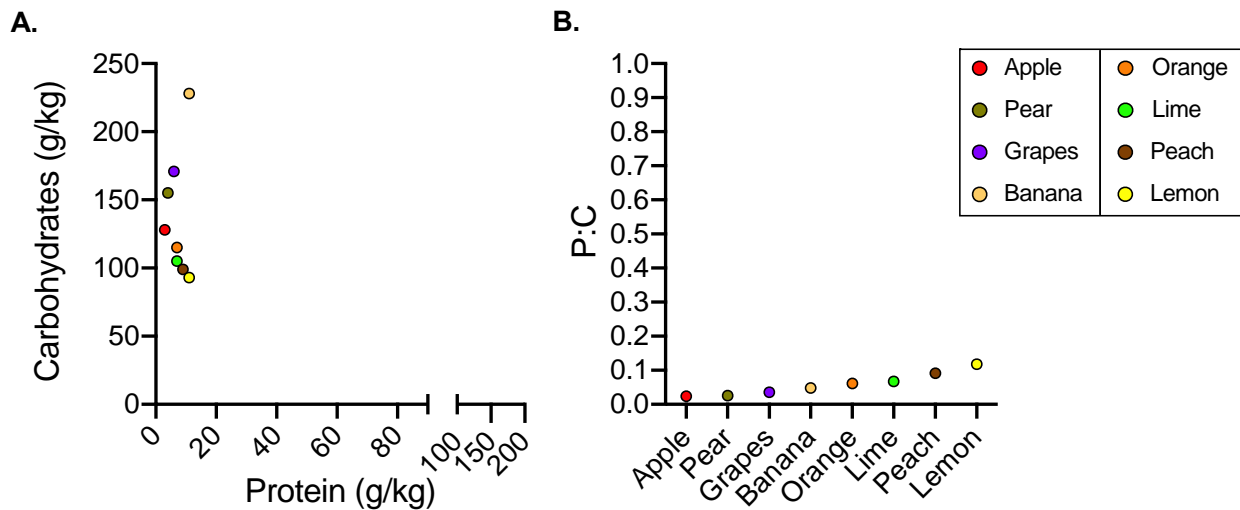 A.
Carbohydrates (g/kg)
250
200
150
100
50
0
0
20
40
60
80
100
150
200
Protein (g/kg)
B.
P:C
1.0
0.9
0.8
0.7
0.6
0.5
0.4
0.3
0.2
0.1
0.0
Apple
Pear
Grapes
Banana
Orange
Lime
Peach
Lemon
Apple
Orange
Pear
Lime
Grapes
Peach
Banana
Lemon